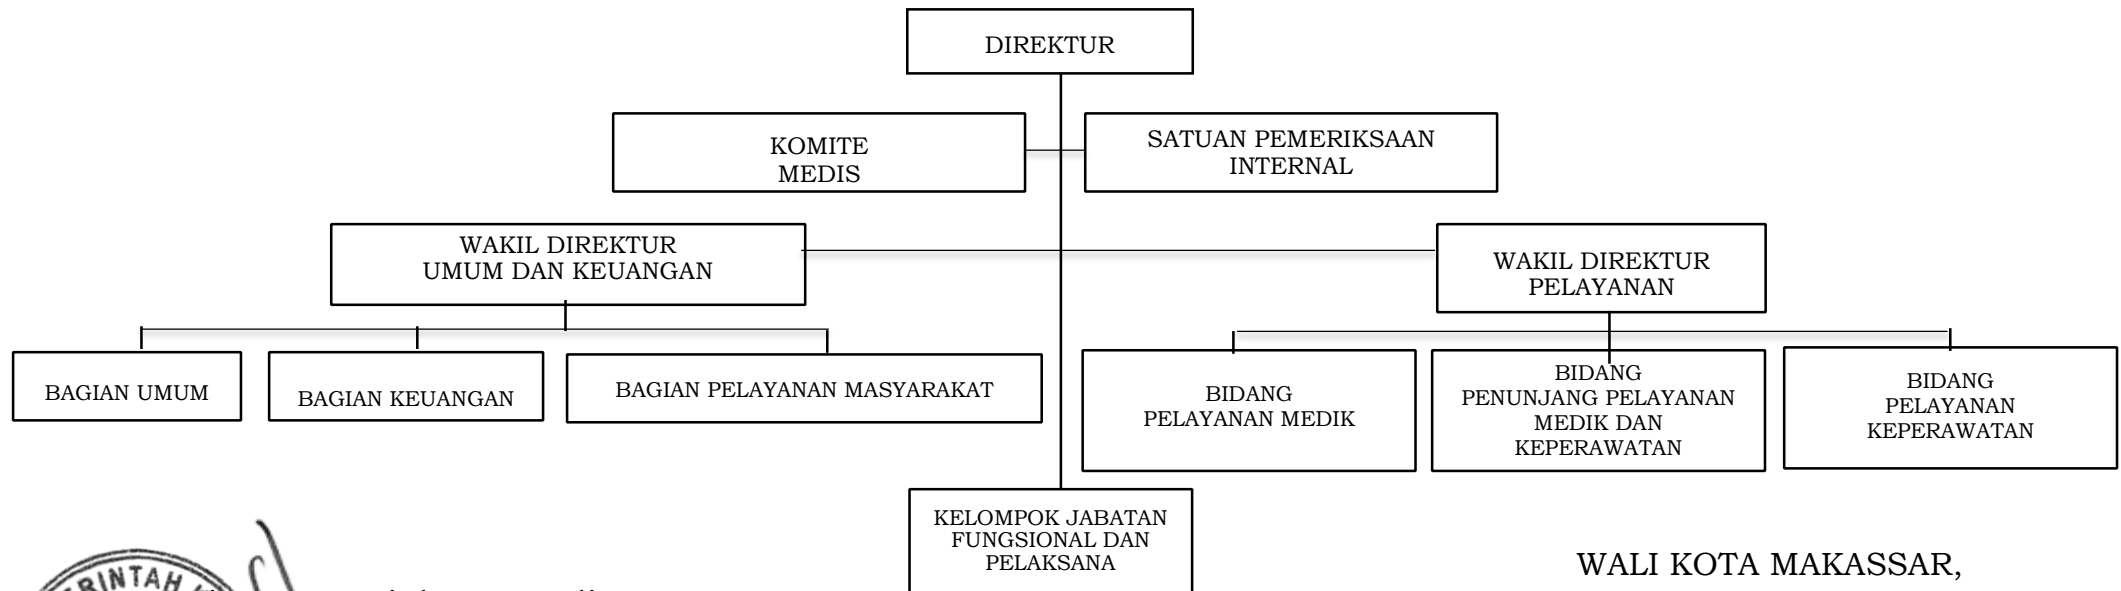 DIREKTUR
KOMITE
MEDIS
SATUAN PEMERIKSAAN
INTERNAL
WAKIL DIREKTUR
UMUM DAN KEUANGAN
WAKIL DIREKTUR
PELAYANAN
BAGIAN UMUM
BAGIAN KEUANGAN
BAGIAN PELAYANAN MASYARAKAT
BIDANG
PELAYANAN MEDIK
BIDANG
PENUNJANG PELAYANAN
MEDIK DAN
KEPERAWATAN
BIDANG
PELAYANAN
KEPERAWATAN
KELOMPOK JABATAN
FUNGSIONAL DAN
PELAKSANA
WALI KOTA MAKASSAR,